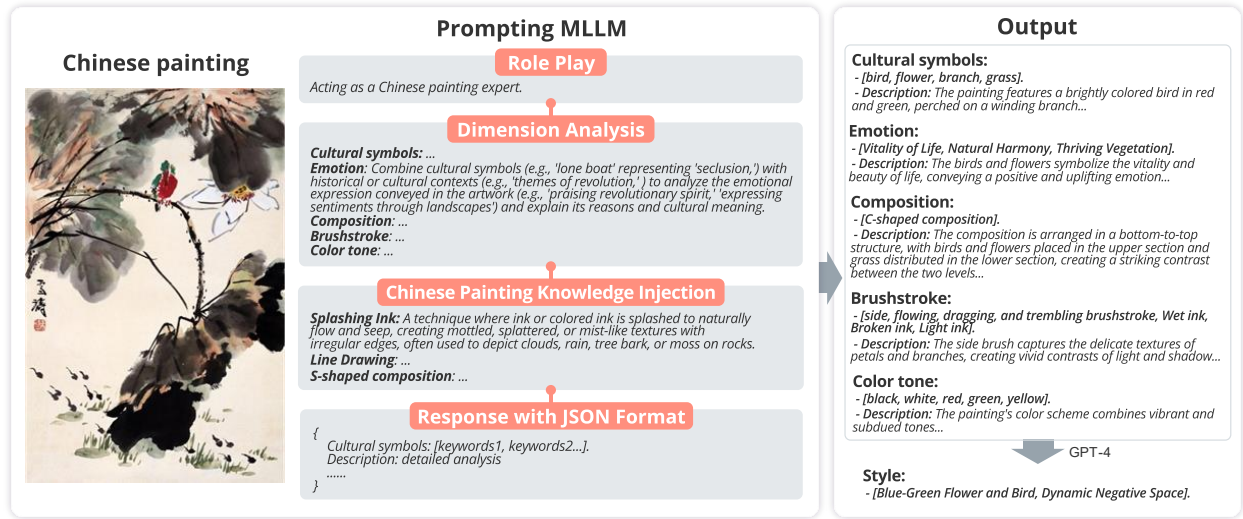 Chinese painting
Prompting MLLM
Role Play
Acting as a Chinese painting expert.
Dimension Analysis
Cultural symbols: ...
Emotion: Combine cultural symbols (e.g., 'lone boat' representing 'seclusion,') with
historical or cultural contexts (e.g., 'themes of revolution,' ) to analyze the emotional
expression conveyed in the artwork (e.g., 'praising revolutionary spirit,' 'expressing
sentiments through landscapes') and explain its reasons and cultural meaning.
Composition: ...
Brushstroke: ...
Color tone: ...
Chinese Painting Knowledge Injection
Splashing Ink: A technique where ink or colored ink is splashed to naturally
flow and seep, creating mottled, splattered, or mist-like textures with
irregular edges, often used to depict clouds, rain, tree bark, or moss on rocks.
Line Drawing: ...
S-shaped composition: ...
Response with JSON Format
{
Cultural symbols: [keywords1, keywords2...].
Description: detailed analysis
......
}
Output
Cultural symbols:
- [bird, flower, branch, grass].
- Description: The painting features a brightly colored bird in red
and green, perched on a winding branch...
Emotion:
- [Vitality of Life, Natural Harmony, Thriving Vegetation].
- Description: The birds and flowers symbolize the vitality and
beauty of life, conveying a positive and uplifting emotion...
Composition:
- [C-shaped composition].
- Description: The composition is arranged in a bottom-to-top
structure, with birds and flowers placed in the upper section and
grass distributed in the lower section, creating a striking contrast
between the two levels...
Brushstroke:
- [side, flowing, dragging, and trembling brushstroke, Wet ink,
Broken ink, Light ink].
- Description: The side brush captures the delicate textures of
petals and branches, creating vivid contrasts of light and shadow...
Color tone:
- [black, white, red, green, yellow].
- Description: The painting's color scheme combines vibrant and
subdued tones...
GPT-4
Style:
- [Blue-Green Flower and Bird, Dynamic Negative Space].